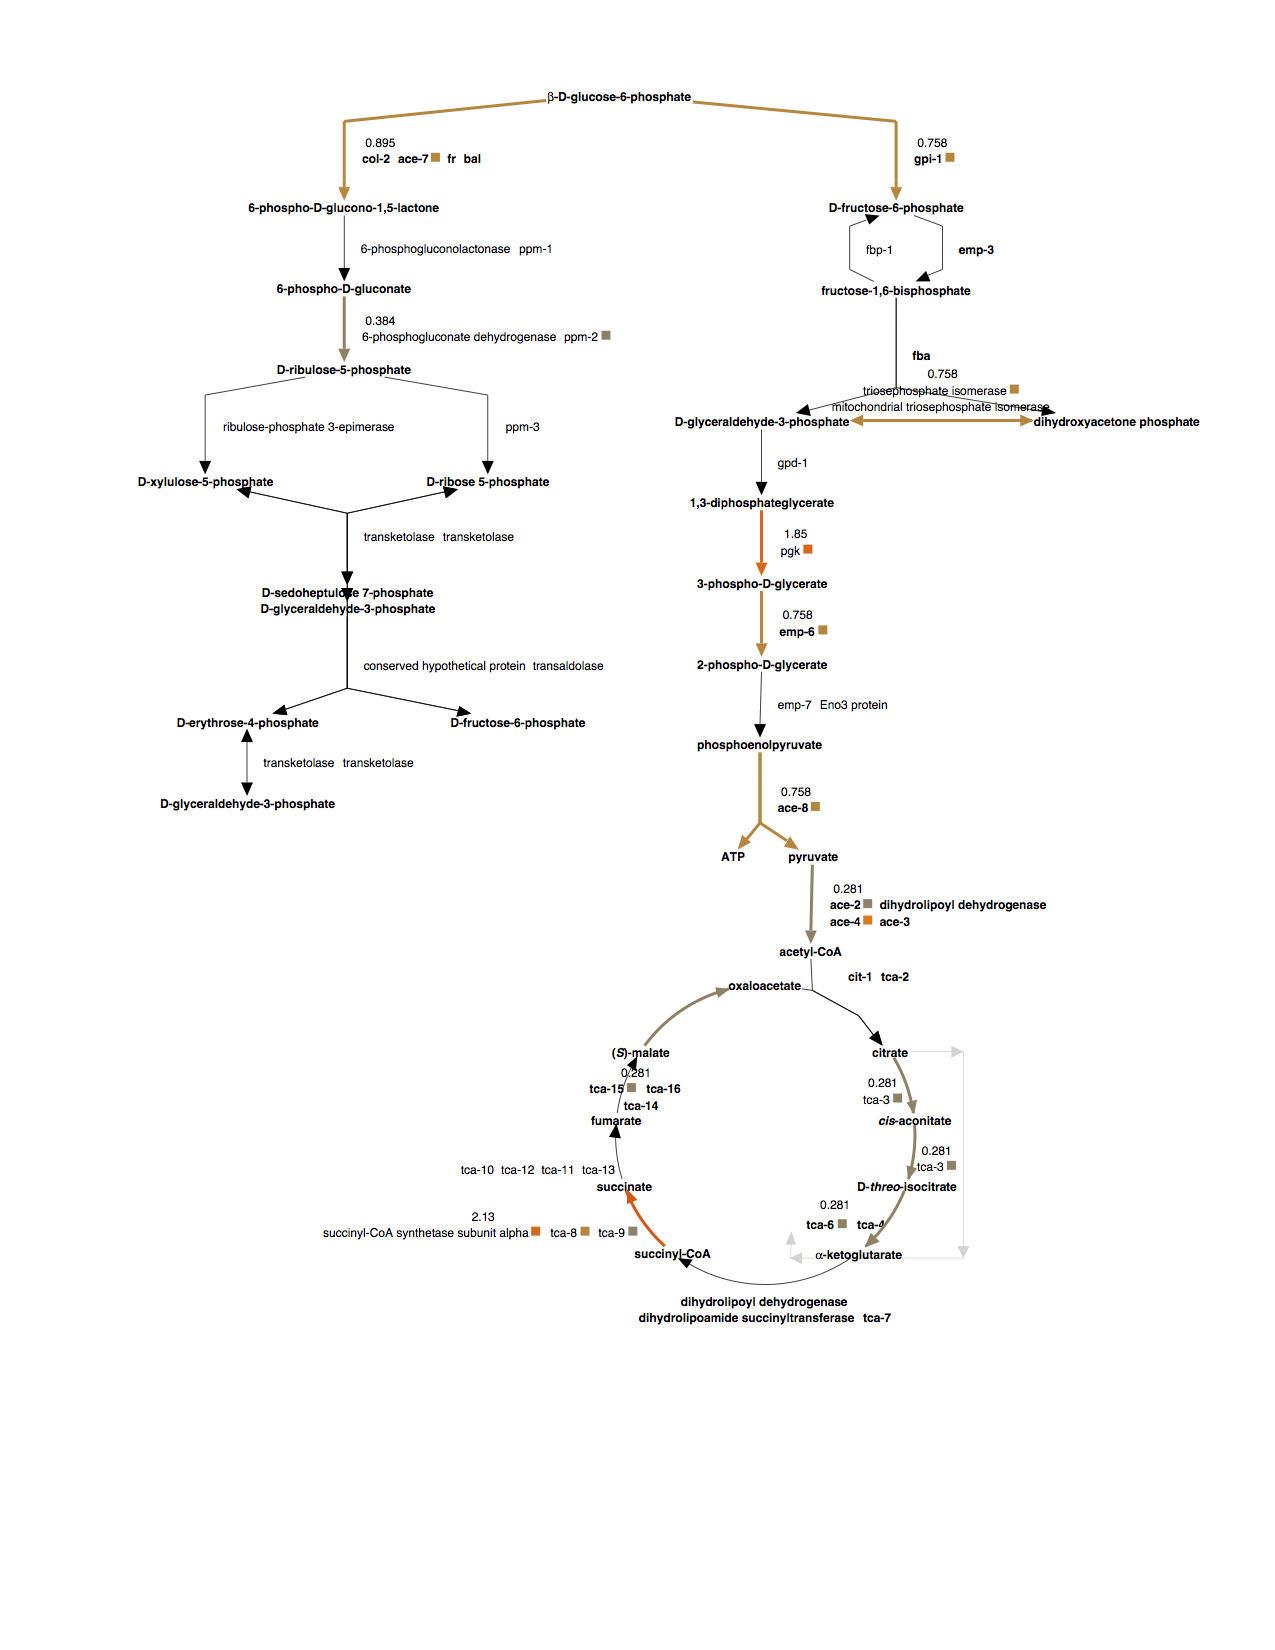 β-D-glucose-6-phosphate
0.895
col-2 ace-7 fr bal
0.758
gpi-1
6-phospho-D-glucono-1,5-lactone
D-fructose-6-phosphate
6-phosphogluconolactonase ppm-1
fbp-1
emp-3
6-phospho-D-gluconate
fructose-1,6-bisphosphate
0.384
6-phosphogluconate dehydrogenase ppm-2
fba
D-ribulose-5-phosphate
0.758
triosephosphate isomerase
mitochondrial triosephosphate isomerase
D-glyceraldehyde-3-phosphate
dihydroxyacetone phosphate
ribulose-phosphate 3-epimerase
ppm-3
gpd-1
D-xylulose-5-phosphate
D-ribose 5-phosphate
1,3-diphosphateglycerate
transketolase transketolase
1.85
pgk
3-phospho-D-glycerate
D-sedoheptulose 7-phosphate
D-glyceraldehyde-3-phosphate
0.758
emp-6
conserved hypothetical protein transaldolase
2-phospho-D-glycerate
emp-7 Eno3 protein
D-erythrose-4-phosphate
D-fructose-6-phosphate
phosphoenolpyruvate
transketolase transketolase
0.758
ace-8
D-glyceraldehyde-3-phosphate
ATP
pyruvate
0.281
ace-2 dihydrolipoyl dehydrogenase
ace-4 ace-3
acetyl-CoA
cit-1 tca-2
oxaloacetate
(S)-malate
citrate
0.281
tca-15 tca-16
tca-14
0.281
tca-3
fumarate
cis-aconitate
0.281
tca-3
tca-10 tca-12 tca-11 tca-13
succinate
D-threo-isocitrate
0.281
tca-6 tca-4
2.13
succinyl-CoA synthetase subunit alpha tca-8 tca-9
succinyl-CoA
α-ketoglutarate
dihydrolipoyl dehydrogenase
dihydrolipoamide succinyltransferase tca-7